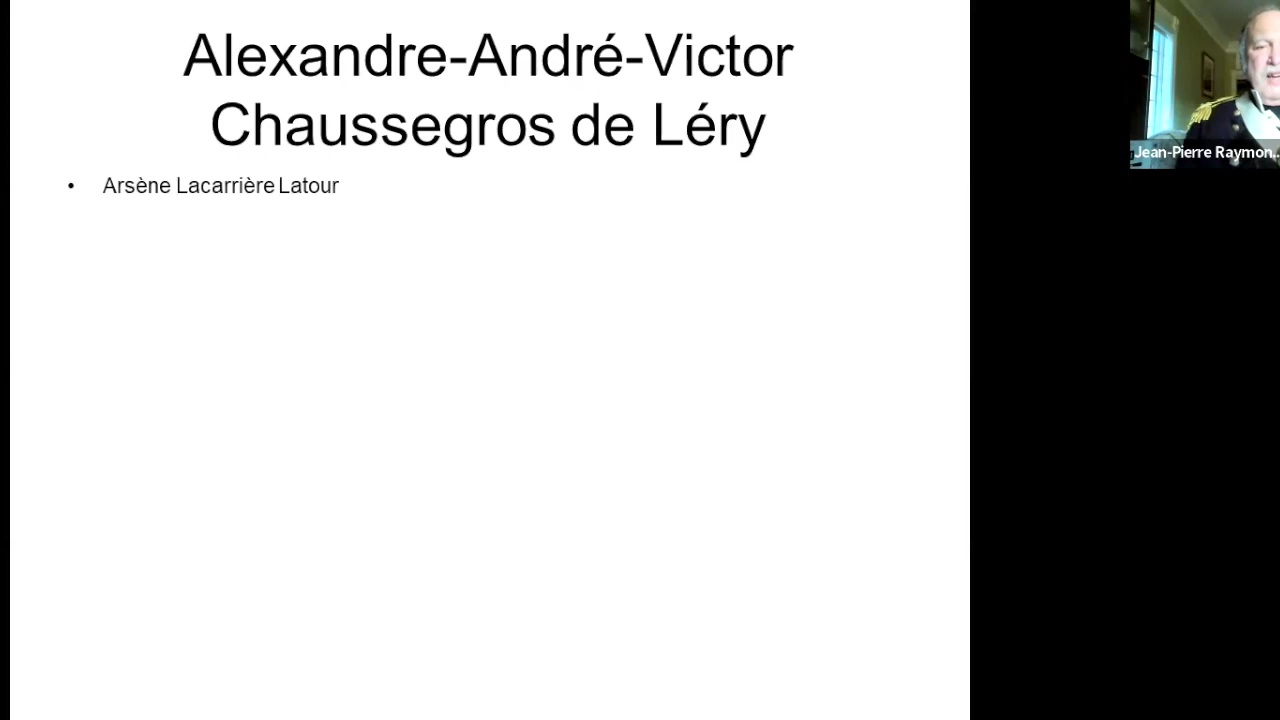 Alexandre-André-Victor
Chaussegros de Léry
• Arsène Lacarrière Latour
Jean-Pierre Raymon...